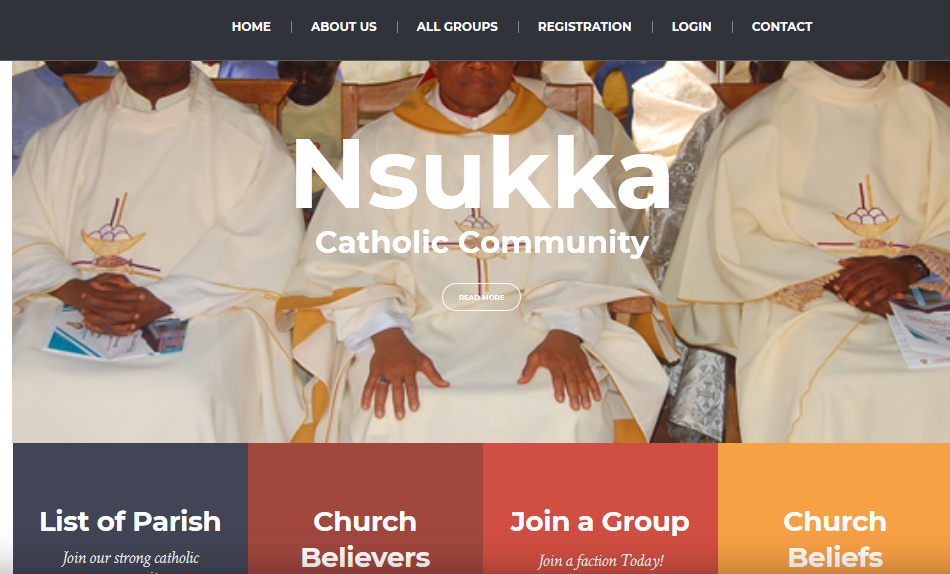 HOME
ABOUT US
ALL GROUPS
REGISTRATION
LOGIN
CONTACT
Nsukka
Catholic Community
READ MORE
List of Parish
Join our strong catholic
Church
Believers
Join a Group
Join a faction Today!
Church
Beliefs